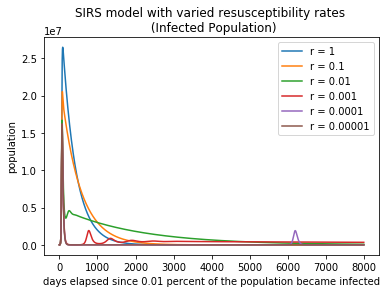 SIRS model with varied resusceptibility rates
(Infected Population)
1e7
r = 1
r = 0.1
r = 0.01
r = 0.001
r = 0.0001
r = 0.00001
population
2.5
2.0
1.5
1.0
0.5
0.0
0 1000 2000 3000 4000 5000 6000 7000 8000
days elapsed since 0.01 percent of the population became infected